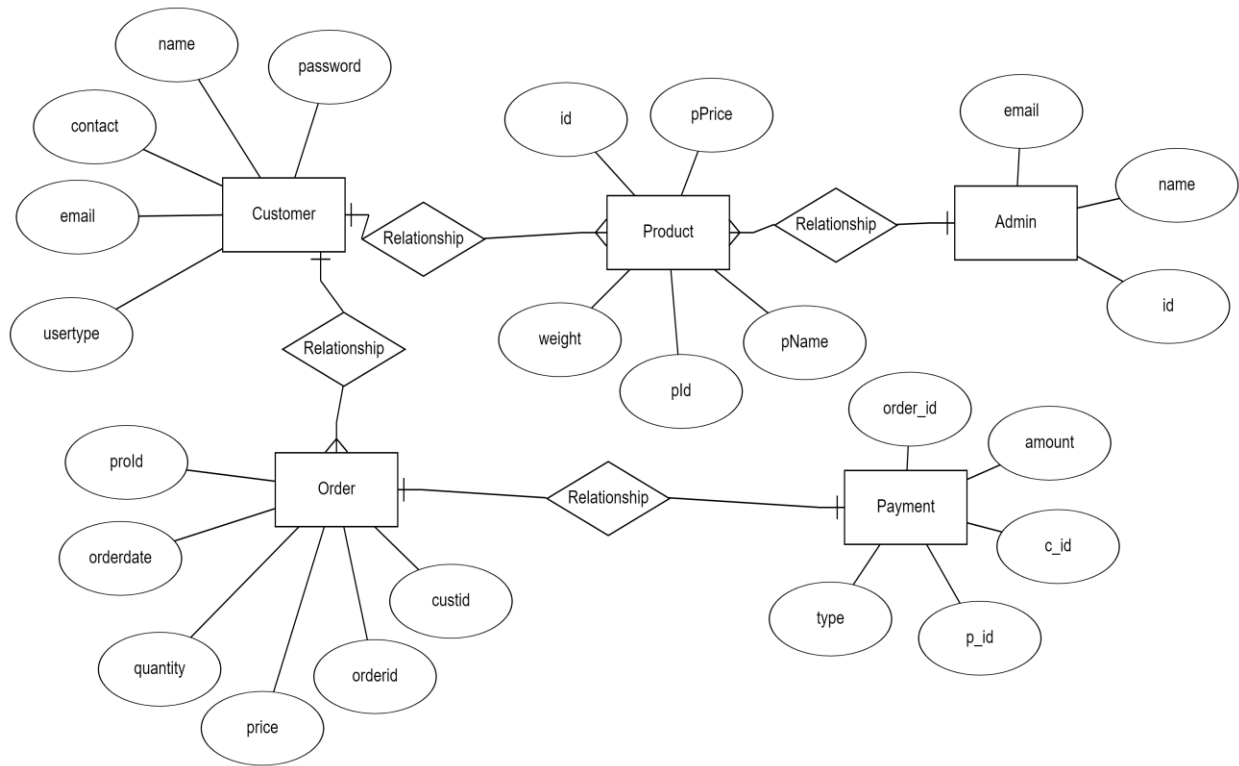 name
password
contact
email
usertype
Customer
Relationship
id
pPrice
Product
weight
pId
pName
Relationship
email
name
id
Admin
Relationship
proId
orderdate
quantity
price
orderid
custid
Order
Relationship
order_id
amount
c_id
p_id
type
Payment